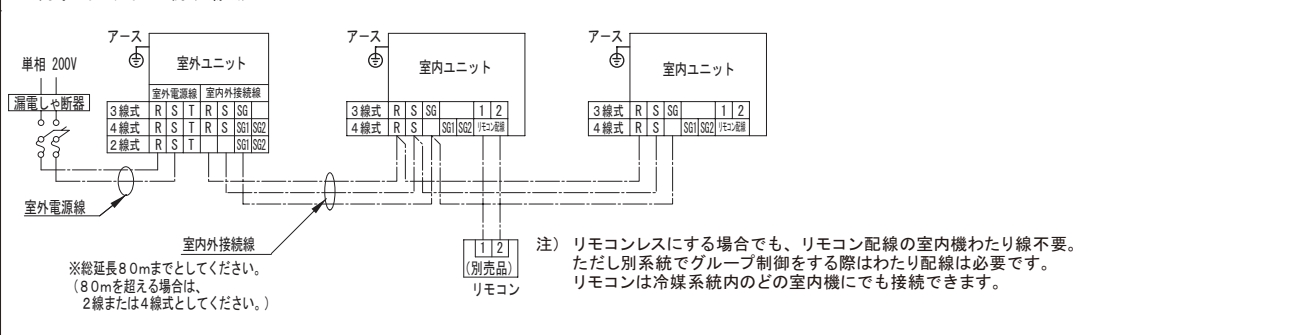 単相 200V
漏電しゃ断器
アース
室外ユニット
室外電源線 室内外接続線
3線式 R S T R S SG
4線式 R S T R S SG1 SG2
2線式 R S T SG1 SG2
アース
室内ユニット
3線式 R S SG 1 2
4線式 R S SG1 SG2 リモコン配線
アース
室内ユニット
3線式 R S SG 1 2
4線式 R S SG1 SG2 リモコン配線
室外電源線
室内外接続線
※総延長80mまでとしてください。
(80mを超える場合は、
2線または4線式としてください。)
1 2
(別売品)
リモコン
注) リモコンレスにする場合でも、リモコン配線の室内機わたり線不要。
ただし別系統でグループ制御をする際はわたり配線は必要です。
リモコンは冷媒系統内のどの室内機にでも接続できます。